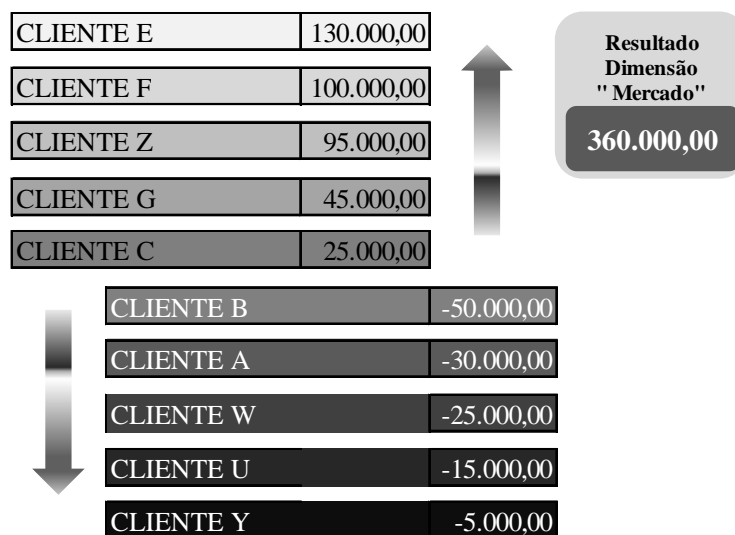 CLIENTE E 130.000,00
CLIENTE F 100.000,00
CLIENTE Z 95.000,00
CLIENTE G 45.000,00
CLIENTE C 25.000,00
Resultado
Dimensão
"Mercado"
360.000,00
CLIENTE B -50.000,00
CLIENTE A -30.000,00
CLIENTE W -25.000,00
CLIENTE U -15.000,00
CLIENTE Y -5.000,00